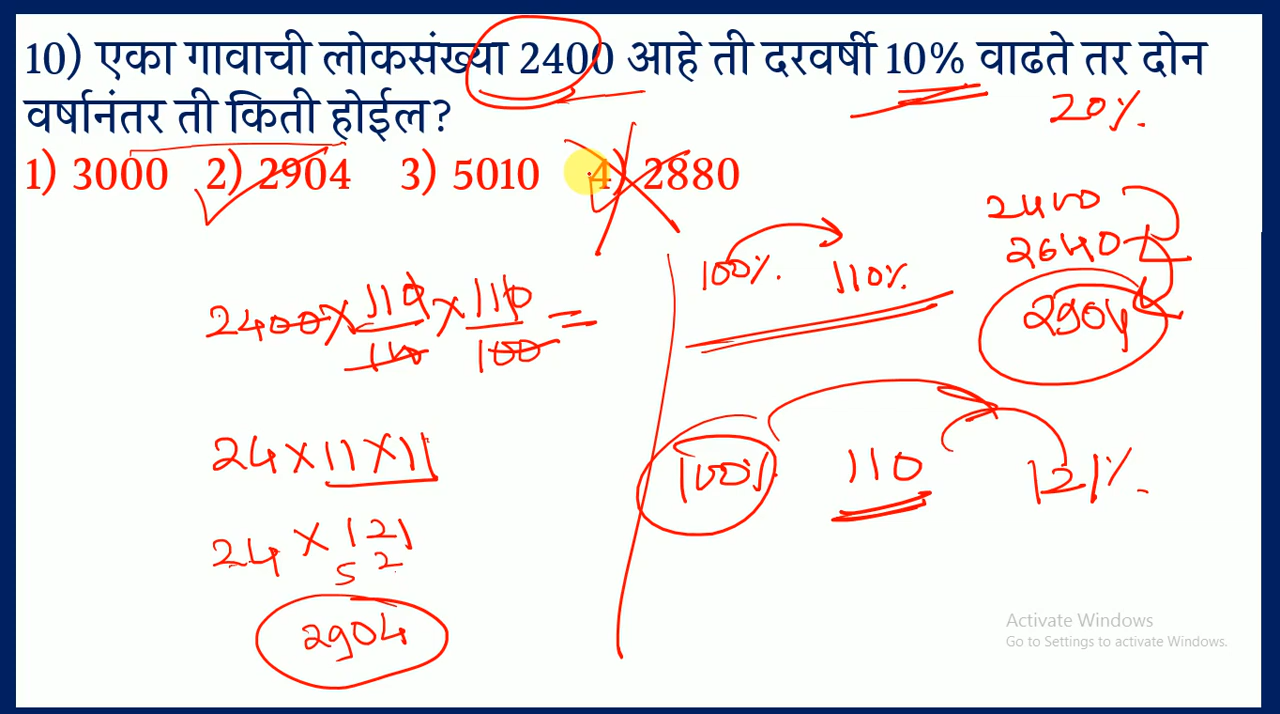 10) एका गावाची लोकसंख्या 2400 आहे ती दरवर्षी 10% वाढते तर दोन
वर्षानंतर ती किती होईल?
20%
1) 3000 2) 2904 3) 5010 4) 2880
2400
2640
2904
100% 110%
2400 × 110/100 × 110/100 =
24 × 11 × 11
100% 110 121%
24 × 121
5 2
2904
Activate Windows
Go to Settings to activate Windows.